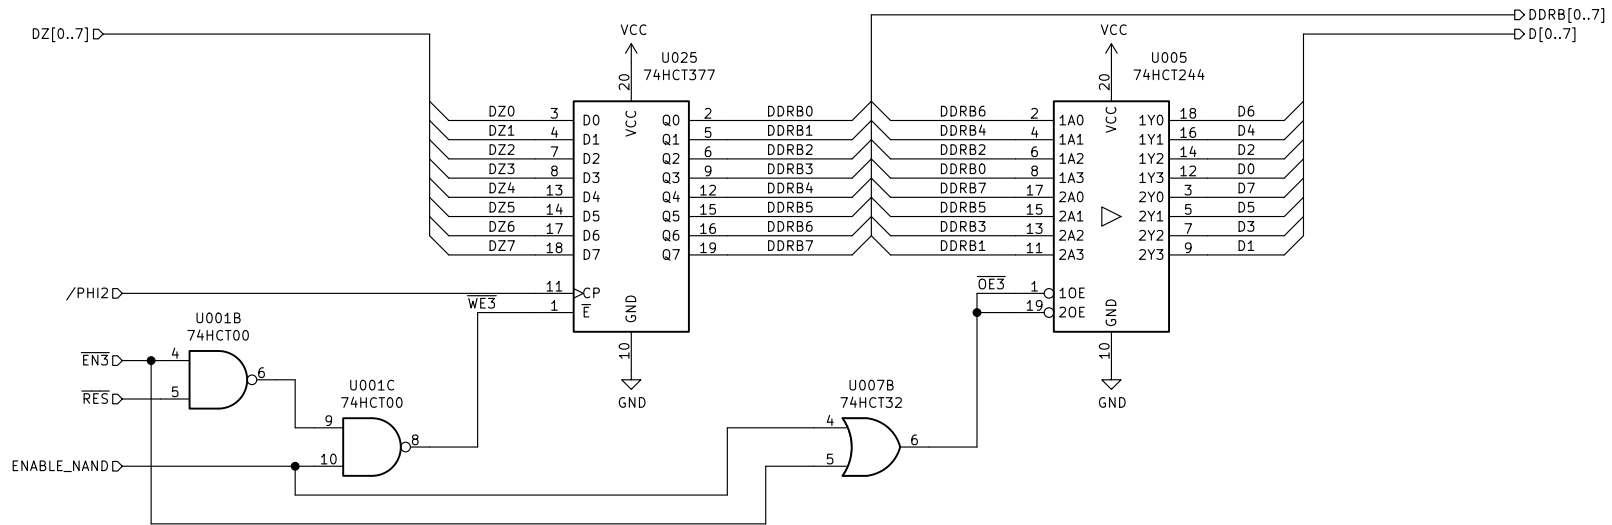 DDRB[0..7]
DZ[0..7]
D[0..7]
VCC
VCC
U025
74HCT377
U005
74HCT244
20
20
VCC
VCC
DZ0 3 D0 Q0 2 DDRB0 DDRB6 2 1A0 1Y0 18 D6
DZ1 4 D1 Q1 5 DDRB1 DDRB4 4 1A1 1Y1 16 D4
DZ2 7 D2 Q2 6 DDRB2 DDRB2 6 1A2 1Y2 14 D2
DZ3 8 D3 Q3 9 DDRB3 DDRB0 8 1A3 1Y3 12 D0
DZ4 13 D4 Q4 12 DDRB4 DDRB7 17 2A0 2Y0 3 D7
DZ5 14 D5 Q5 15 DDRB5 DDRB5 15 2A1 2Y1 5 D5
DZ6 17 D6 Q6 16 DDRB6 DDRB3 13 2A2 2Y2 7 D3
DZ7 18 D7 Q7 19 DDRB7 DDRB1 11 2A3 2Y3 9 D1
/PHI2 11 CP
OE3 1 1OE
WE3 1 E
19 2OE
GND
GND
10
10
GND
GND
U001B
74HCT00
EN3 4
6
RES 5
U001C
74HCT00
9
8
ENABLE_NAND 10
U007B
74HCT32
4
6
5